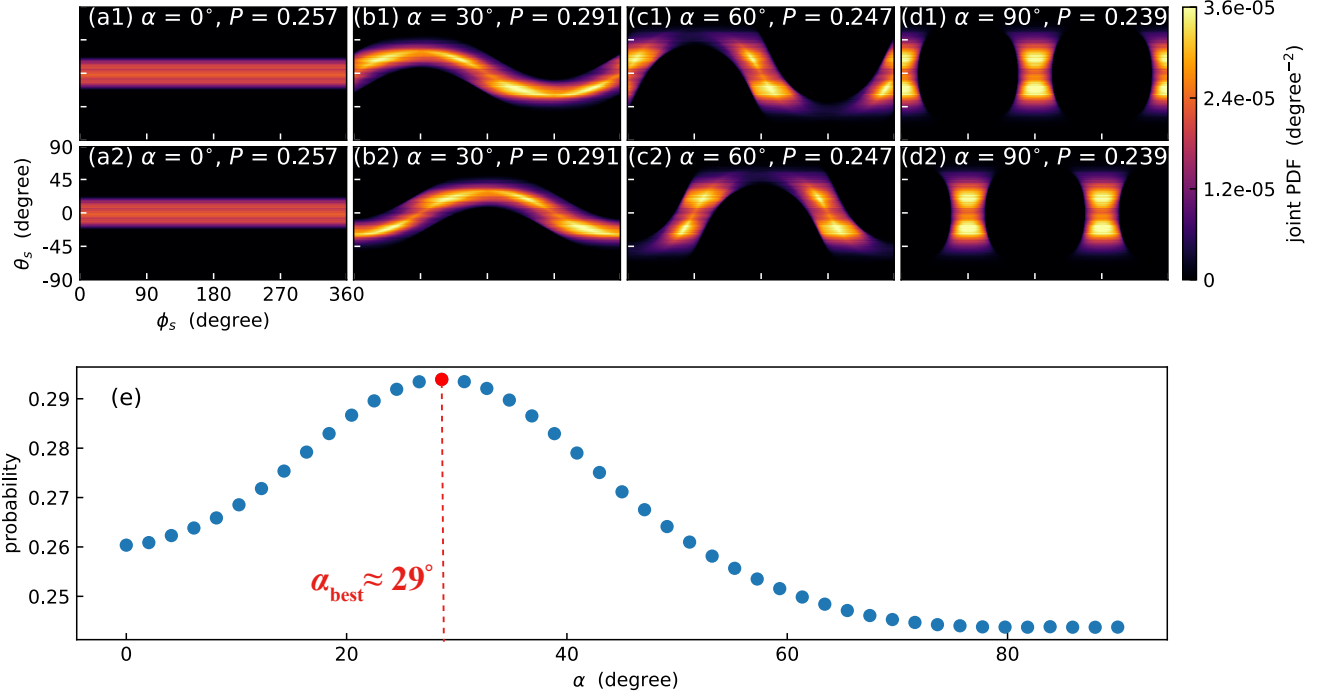 (a1) α = 0°, P = 0.257
(b1) α = 30°, P = 0.291
(c1) α = 60°, P = 0.247
(d1) α = 90°, P = 0.239
3.6e-05
2.4e-05
1.2e-05
0
joint PDF (degree⁻²)
(a2) α = 0°, P = 0.257
(b2) α = 30°, P = 0.291
(c2) α = 60°, P = 0.247
(d2) α = 90°, P = 0.239
90
45
0
-45
-90
θs (degree)
0 90 180 270 360
ϕs (degree)
(e)
0.29
0.28
0.27
0.26
0.25
probability
αbest≈ 29°
0 20 40 60 80
α (degree)